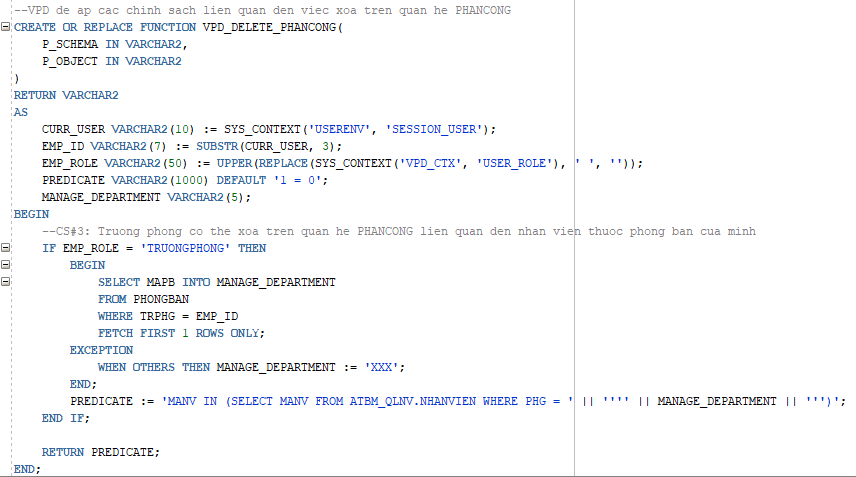 --VPD de ap cac chinh sach lien quan den viec xoa tren quan he PHANCONG
CREATE OR REPLACE FUNCTION VPD_DELETE_PHANCONG(
    P_SCHEMA IN VARCHAR2,
    P_OBJECT IN VARCHAR2
)
RETURN VARCHAR2
AS
    CURR_USER VARCHAR2(10) := SYS_CONTEXT('USERENV', 'SESSION_USER');
    EMP_ID VARCHAR2(7) := SUBSTR(CURR_USER, 3);
    EMP_ROLE VARCHAR2(50) := UPPER(REPLACE(SYS_CONTEXT('VPD_CTX', 'USER_ROLE'), ' ', ''));
    PREDICATE VARCHAR2(1000) DEFAULT '1 = 0';
    MANAGE_DEPARTMENT VARCHAR2(5);
BEGIN
    --CS#3: Truong phong co the xoa tren quan he PHANCONG lien quan den nhan vien thuoc phong ban cua minh
    IF EMP_ROLE = 'TRUONGPHONG' THEN
        BEGIN
            SELECT MAPB INTO MANAGE_DEPARTMENT
            FROM PHONGBAN
            WHERE TRPHG = EMP_ID
            FETCH FIRST 1 ROWS ONLY;
        EXCEPTION
            WHEN OTHERS THEN MANAGE_DEPARTMENT := 'XXX';
        END;
        PREDICATE := 'MANV IN (SELECT MANV FROM ATBM_QLNV.NHANVIEN WHERE PHG = ' || '''' || MANAGE_DEPARTMENT || ''')';
    END IF;
    RETURN PREDICATE;
END;